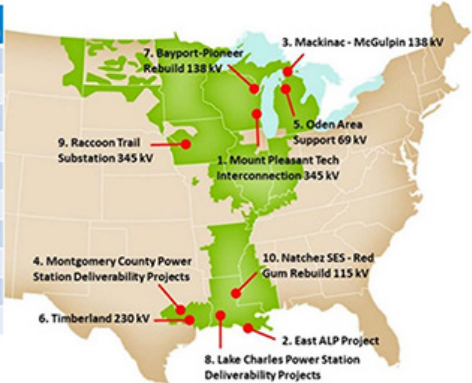 3. Mackinac - McGulpin 138 kV
7. Bayport-Pioneer
Rebuild 138 kV
5. Oden Area
Support 69 kV
9. Raccoon Trail
Substation 345 kV
1. Mount Pleasant Tech
Interconnection 345 kV
4. Montgomery County Power
Station Deliverability Projects
10. Natchez SES - Red
Gum Rebuild 115 kV
6. Timberland 230 kV
2. East ALP Project
8. Lake Charles Power Station
Deliverability Projects